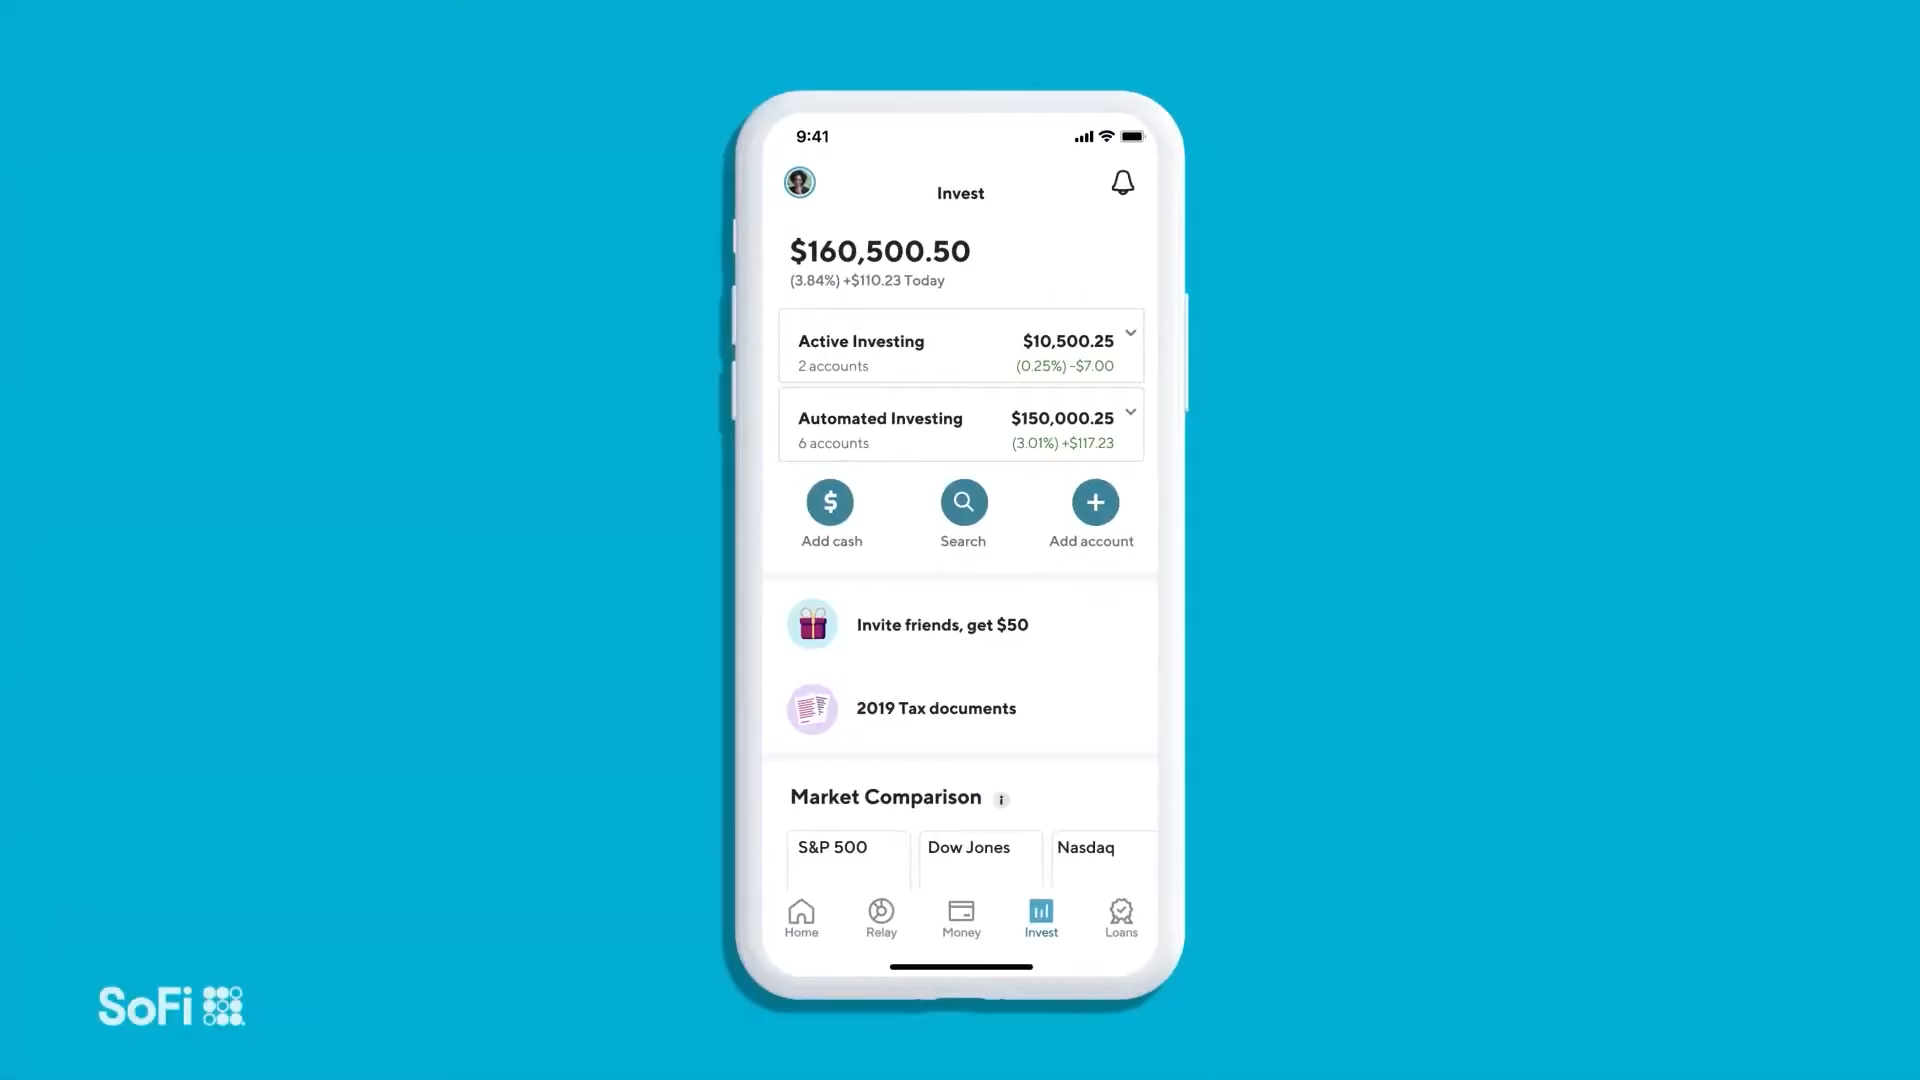 9:41
Invest
$160,500.50
(3.84%) +$110.23 Today
Active Investing
$10,500.25
2 accounts
(0.25%) -$7.00
Automated Investing
$150,000.25
6 accounts
(3.01%) +$117.23
$
Add cash
Search
Add account
Invite friends, get $50
2019 Tax documents
Market Comparison i
S&P 500
Dow Jones
Nasdaq
Home
Relay
Money
Invest
Loans
SoFi